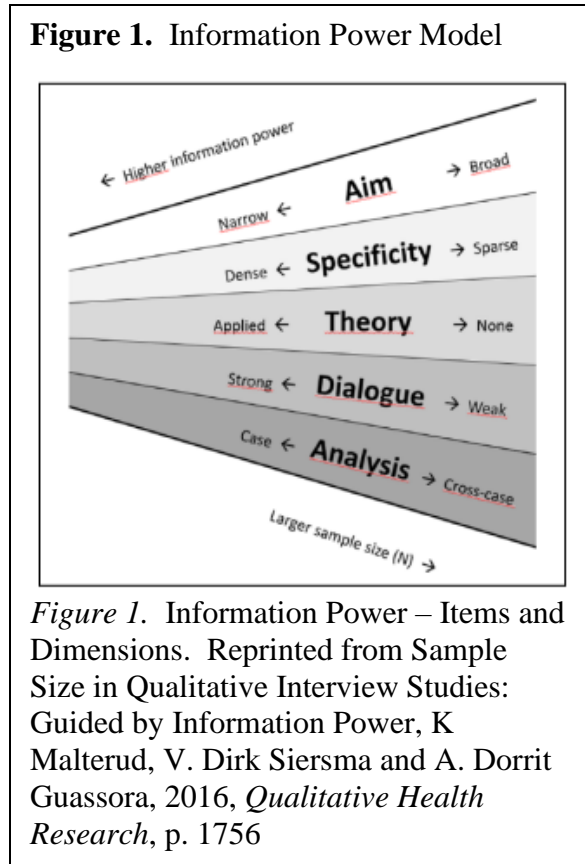 Figure 1. Information Power Model
← Higher information power
Narrow ← Aim → Broad
Dense ← Specificity → Sparse
Applied ← Theory → None
Strong ← Dialogue → Weak
Case ← Analysis → Cross-case
Larger sample size (N) →
Figure 1. Information Power – Items and
Dimensions. Reprinted from Sample
Size in Qualitative Interview Studies:
Guided by Information Power, K
Malterud, V. Dirk Siersma and A. Dorrit
Guassora, 2016, Qualitative Health
Research, p. 1756